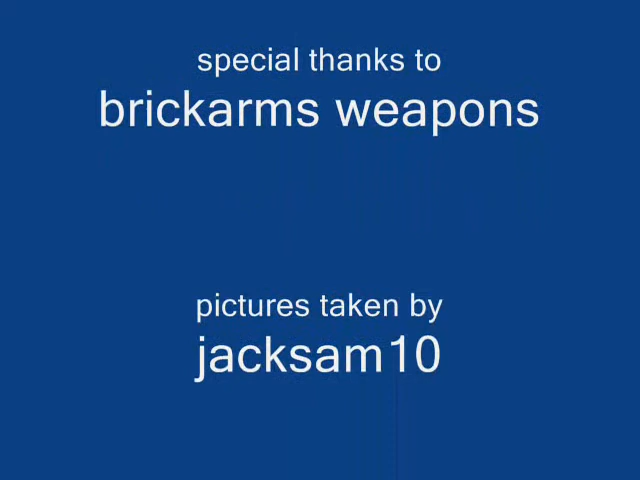 special thanks to
brickarms weapons
pictures taken by
jacksam10